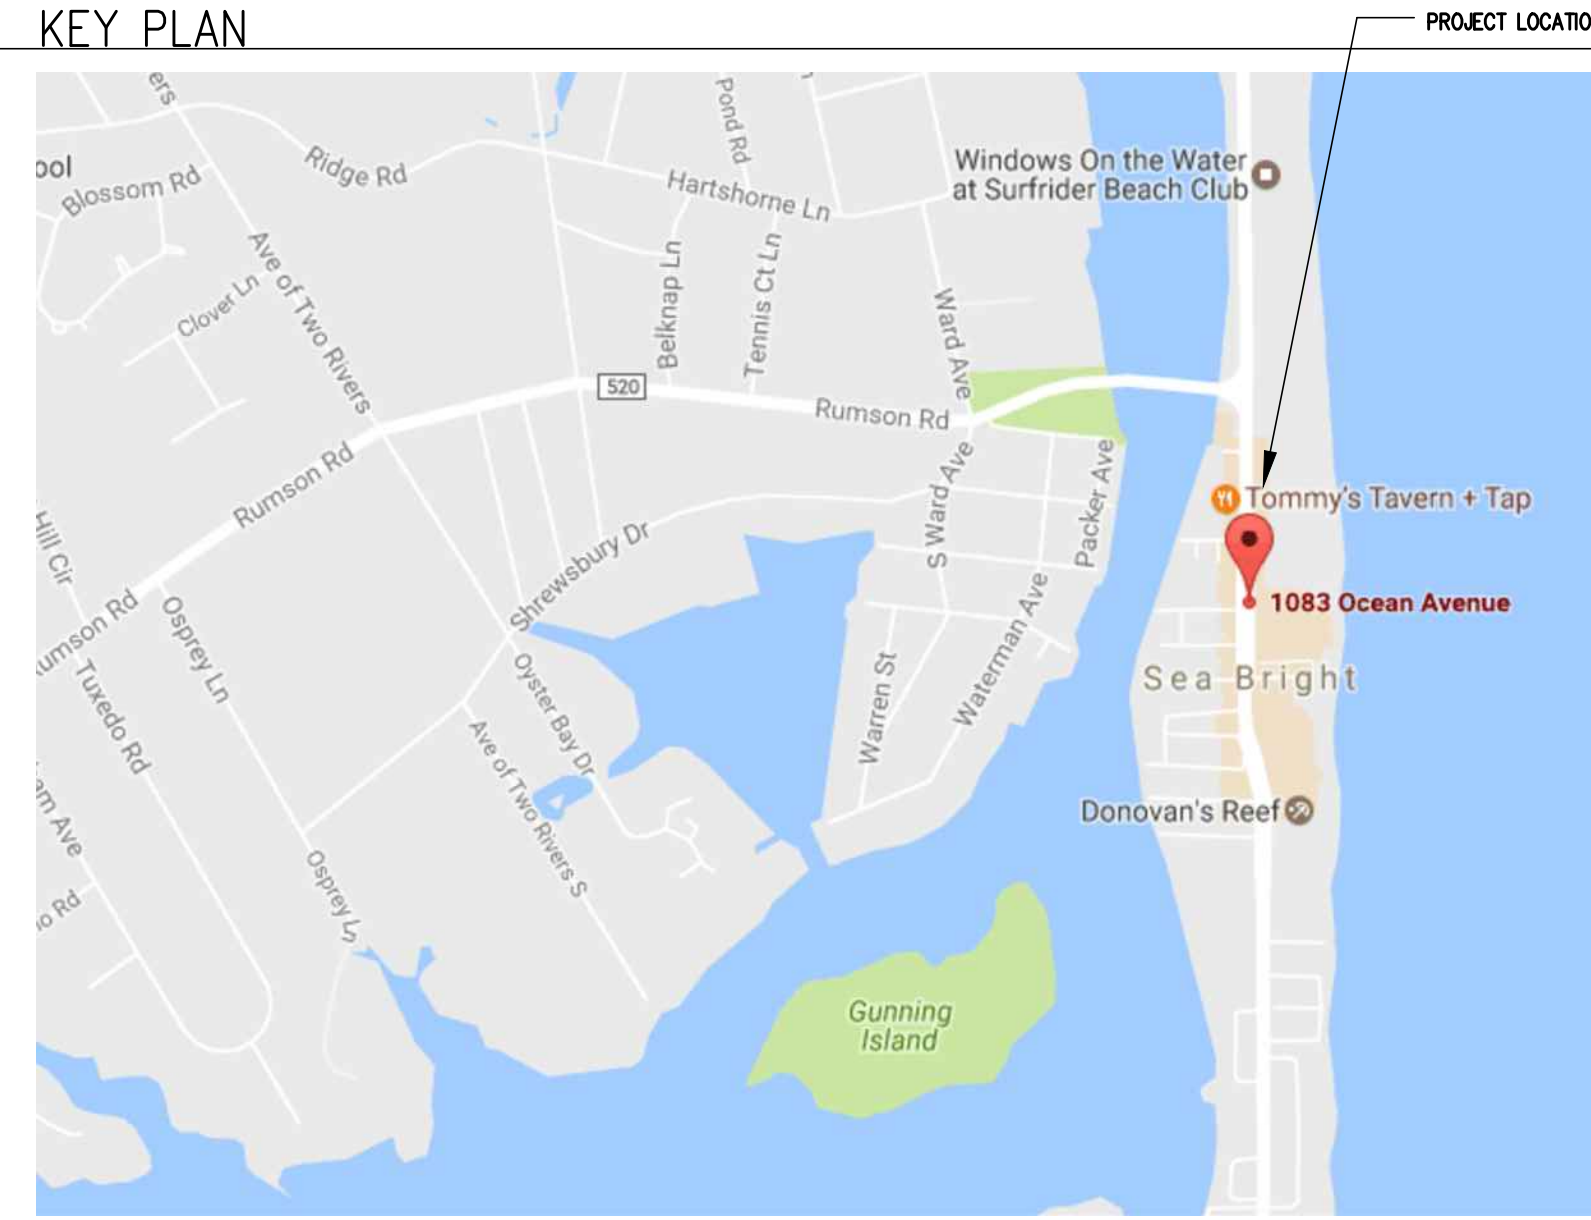 KEY PLAN
PROJECT LOCATIO
ers
Pond Rd
ool
Blossom Rd
Ridge Rd
Hartshorne Ln
Windows On the Water
at Surfrider Beach Club
Ave of Two Rivers
Clover Ln
Belknap Ln
Tennis Ct Ln
Ward Ave
520
Rumson Rd
Rumson Rd
S Ward Ave
Packer Ave
Tommy's Tavern + Tap
Hill Cir
Shrewsbury Dr
umson Rd
Osprey Ln
1083 Ocean Avenue
Waterman Ave
Warren St
Sea Bright
Tuxedo Rd
Oyster Bay Dr
Ave of Two Rivers S
am Ave
Donovan's Reef
Osprey Ln
io Rd
Gunning
Island